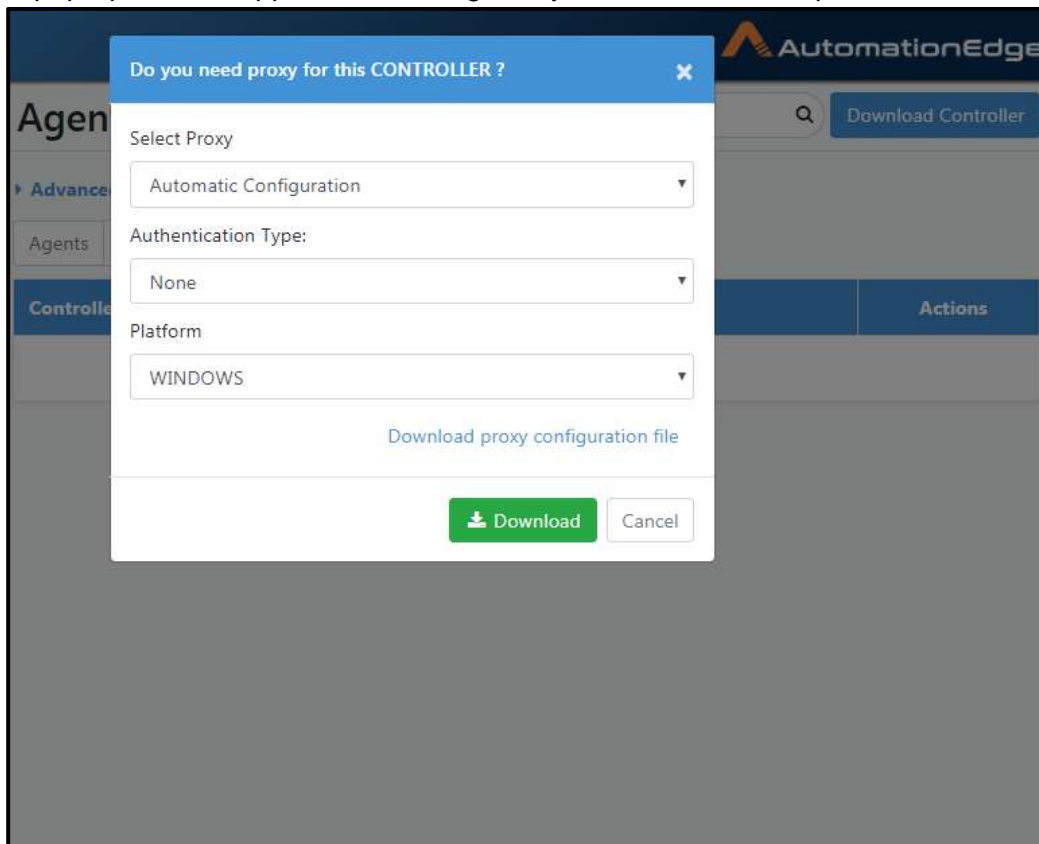 AutomationEdge
Do you need proxy for this CONTROLLER ?
Agen
Download Controller
Select Proxy
Automatic Configuration
Advance
Agents
Authentication Type:
None
Controlle
Actions
Platform
WINDOWS
Download proxy configuration file
Download
Cancel